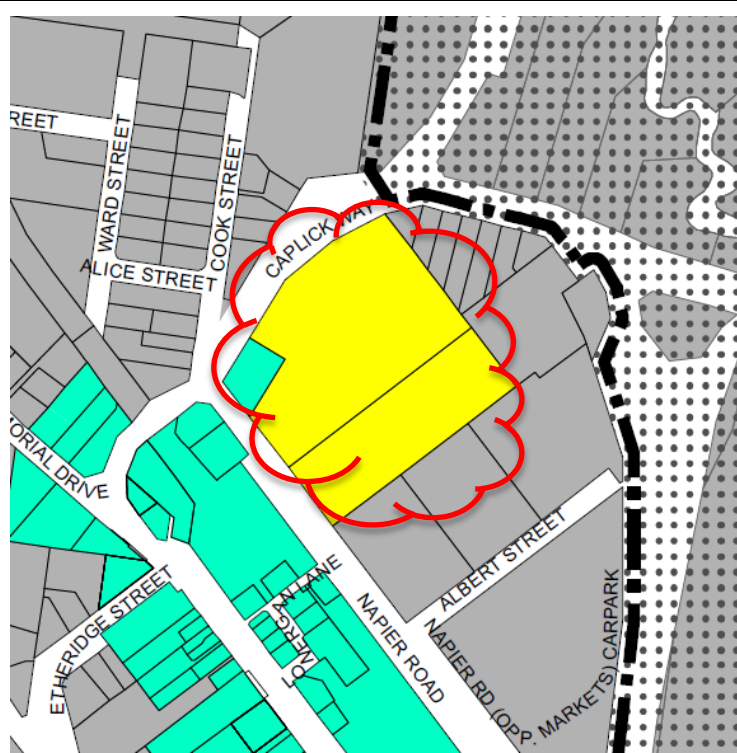 REET
WARD STREET
COOK STREET
ALICE STREET
CAPLICK WAY
ORIAL DRIVE
ETHERIDGE STREET
LONERGAN LANE
NAPIER ROAD
ALBERT STREET
NAPIER RD (OPP. MARKETS) CARPARK